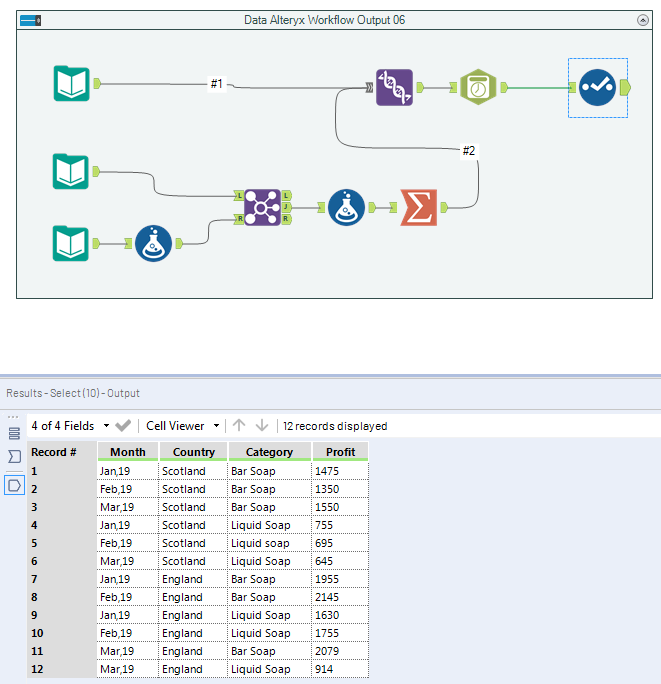 Data Alteryx Workflow Output 06
#1
#2
L
L
J
R
R
Results - Select (10) - Output
4 of 4 Fields Cell Viewer 12 records displayed
Record # Month Country Category Profit
1 Jan,19 Scotland Bar Soap 1475
2 Feb,19 Scotland Bar Soap 1350
3 Mar,19 Scotland Bar Soap 1550
4 Jan,19 Scotland Liquid Soap 755
5 Feb,19 Scotland Liquid soap 695
6 Mar,19 Scotland Liquid Soap 645
7 Jan,19 England Bar Soap 1955
8 Feb,19 England Bar Soap 2145
9 Jan,19 England Liquid Soap 1630
10 Feb,19 England Liquid Soap 1755
11 Mar,19 England Bar Soap 2079
12 Mar,19 England Liquid Soap 914